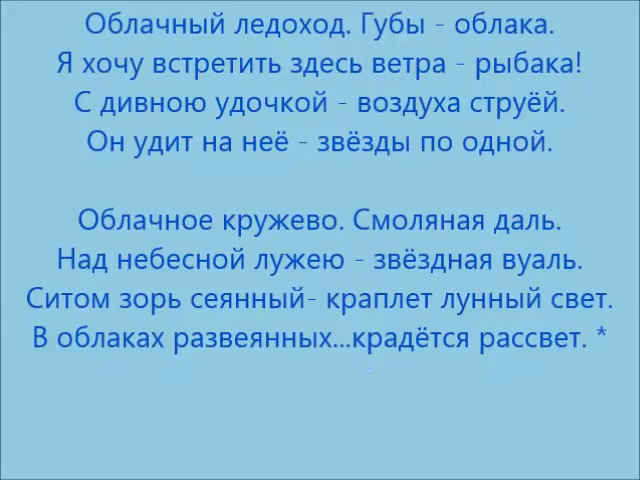 Облачный ледоход. Губы - облака.
Я хочу встретить здесь ветра - рыбака!
С дивною удочкой - воздуха струёй.
Он удит на неё - звёзды по одной.
Облачное кружево. Смоляная даль.
Над небесной лужею - звёздная вуаль.
Ситом зорь сеянный- краплет лунный свет.
В облаках развеянных...крадётся рассвет. *